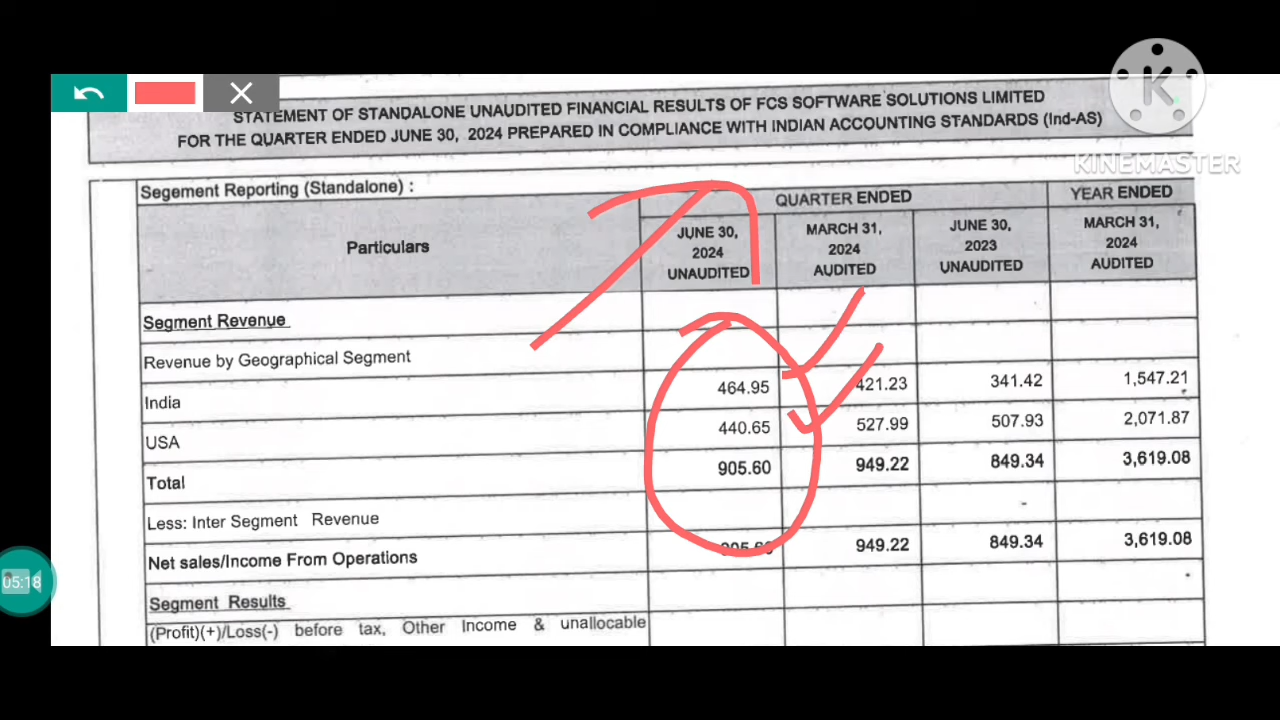 K
KINEMASTER
STATEMENT OF STANDALONE UNAUDITED FINANCIAL RESULTS OF FCS SOFTWARE SOLUTIONS LIMITED
FOR THE QUARTER ENDED JUNE 30, 2024 PREPARED IN COMPLIANCE WITH INDIAN ACCOUNTING STANDARDS (Ind-AS)
Segement Reporting (Standalone) :
Particulars QUARTER ENDED YEAR ENDED
JUNE 30, MARCH 31, JUNE 30, MARCH 31,
2024 2024 2023 2024
UNAUDITED AUDITED UNAUDITED AUDITED
Segment Revenue
Revenue by Geographical Segment
India 464.95 421.23 341.42 1,547.21
USA 440.65 527.99 507.93 2,071.87
Total 905.60 949.22 849.34 3,619.08
Less: Inter Segment Revenue -
Net sales/Income From Operations 905.60 949.22 849.34 3,619.08
Segment Results
(Profit)(+)/Loss(-) before tax, Other Income & unallocable
05:18